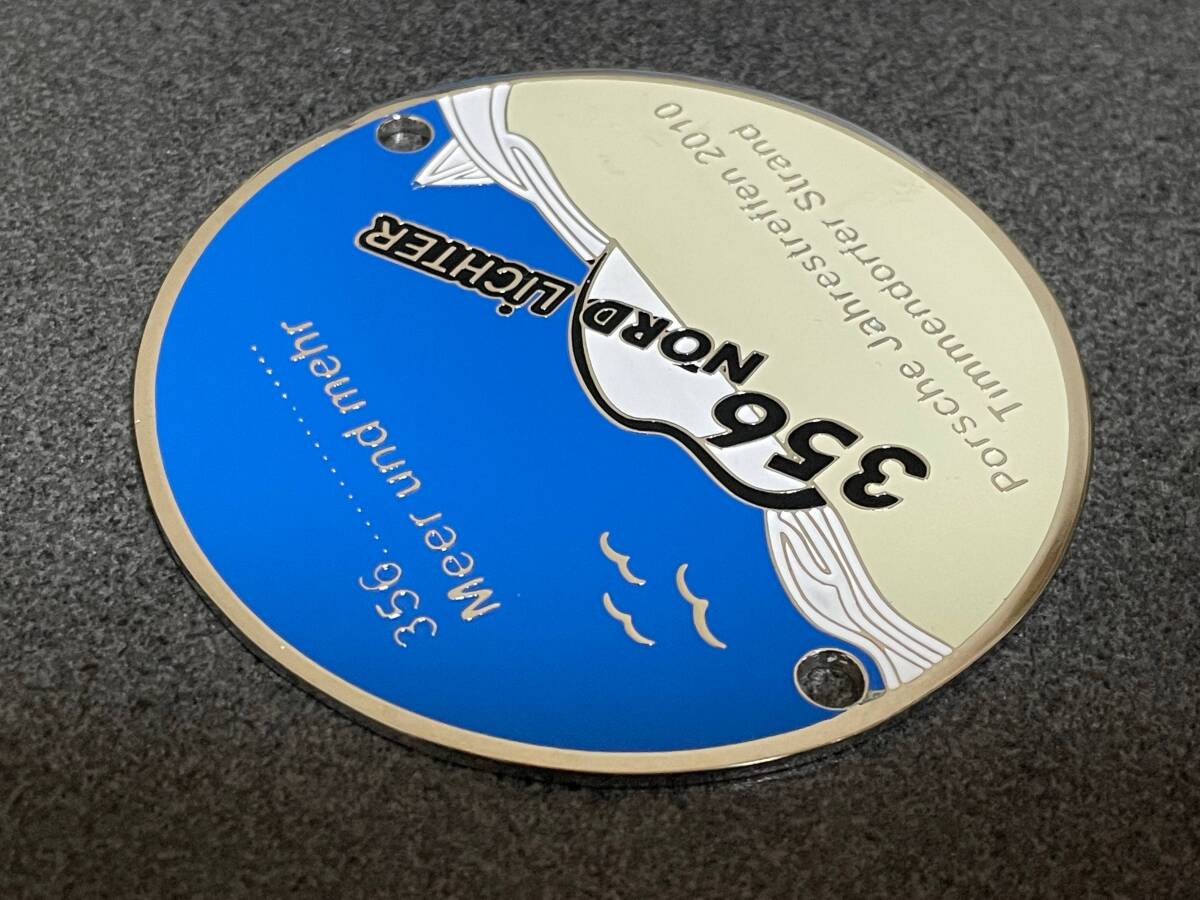 356..................
Meer und mehr
356 NORD LICHTER
Porsche Jahrestreffen 2010
Timmendorfer Strand